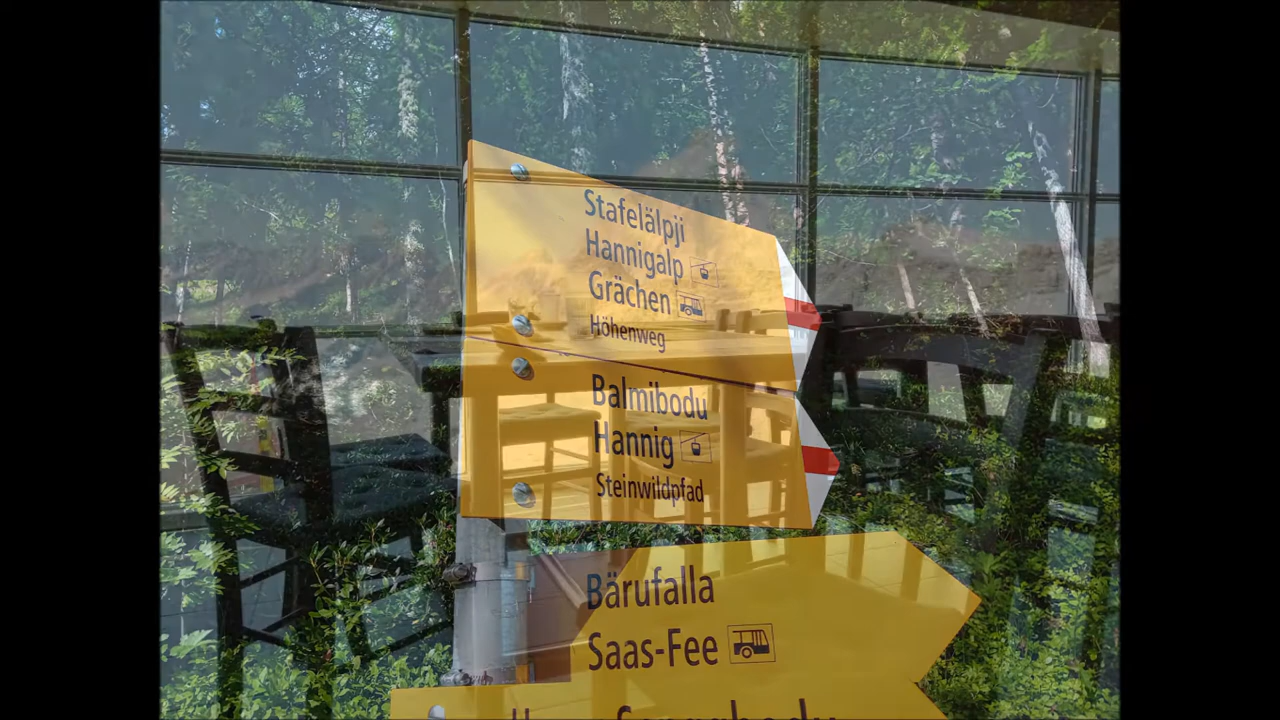 Stafelälpji
Hannigalp
Grächen
Höhenweg
Balmibodu
Hannig
Steinwildpfad
Bärufalla
Saas-Fee